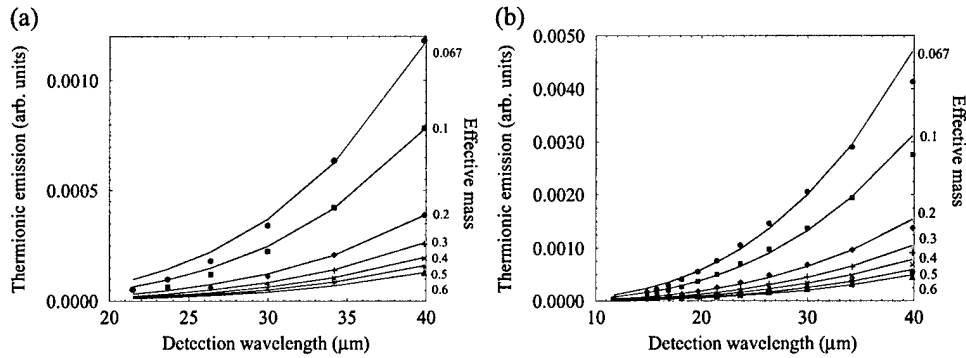 (a)
Thermionic emission (arb. units)
0.0010
0.0005
0.0000
20 25 30 35 40
Detection wavelength (μm)
0.067
0.1
0.2
0.3
0.4
0.5
0.6
Effective mass
(b)
Thermionic emission (arb. units)
0.0050
0.0040
0.0030
0.0020
0.0010
0.0000
10 20 30 40
Detection wavelength (μm)
0.067
0.1
0.2
0.3
0.4
0.5
0.6
Effective mass